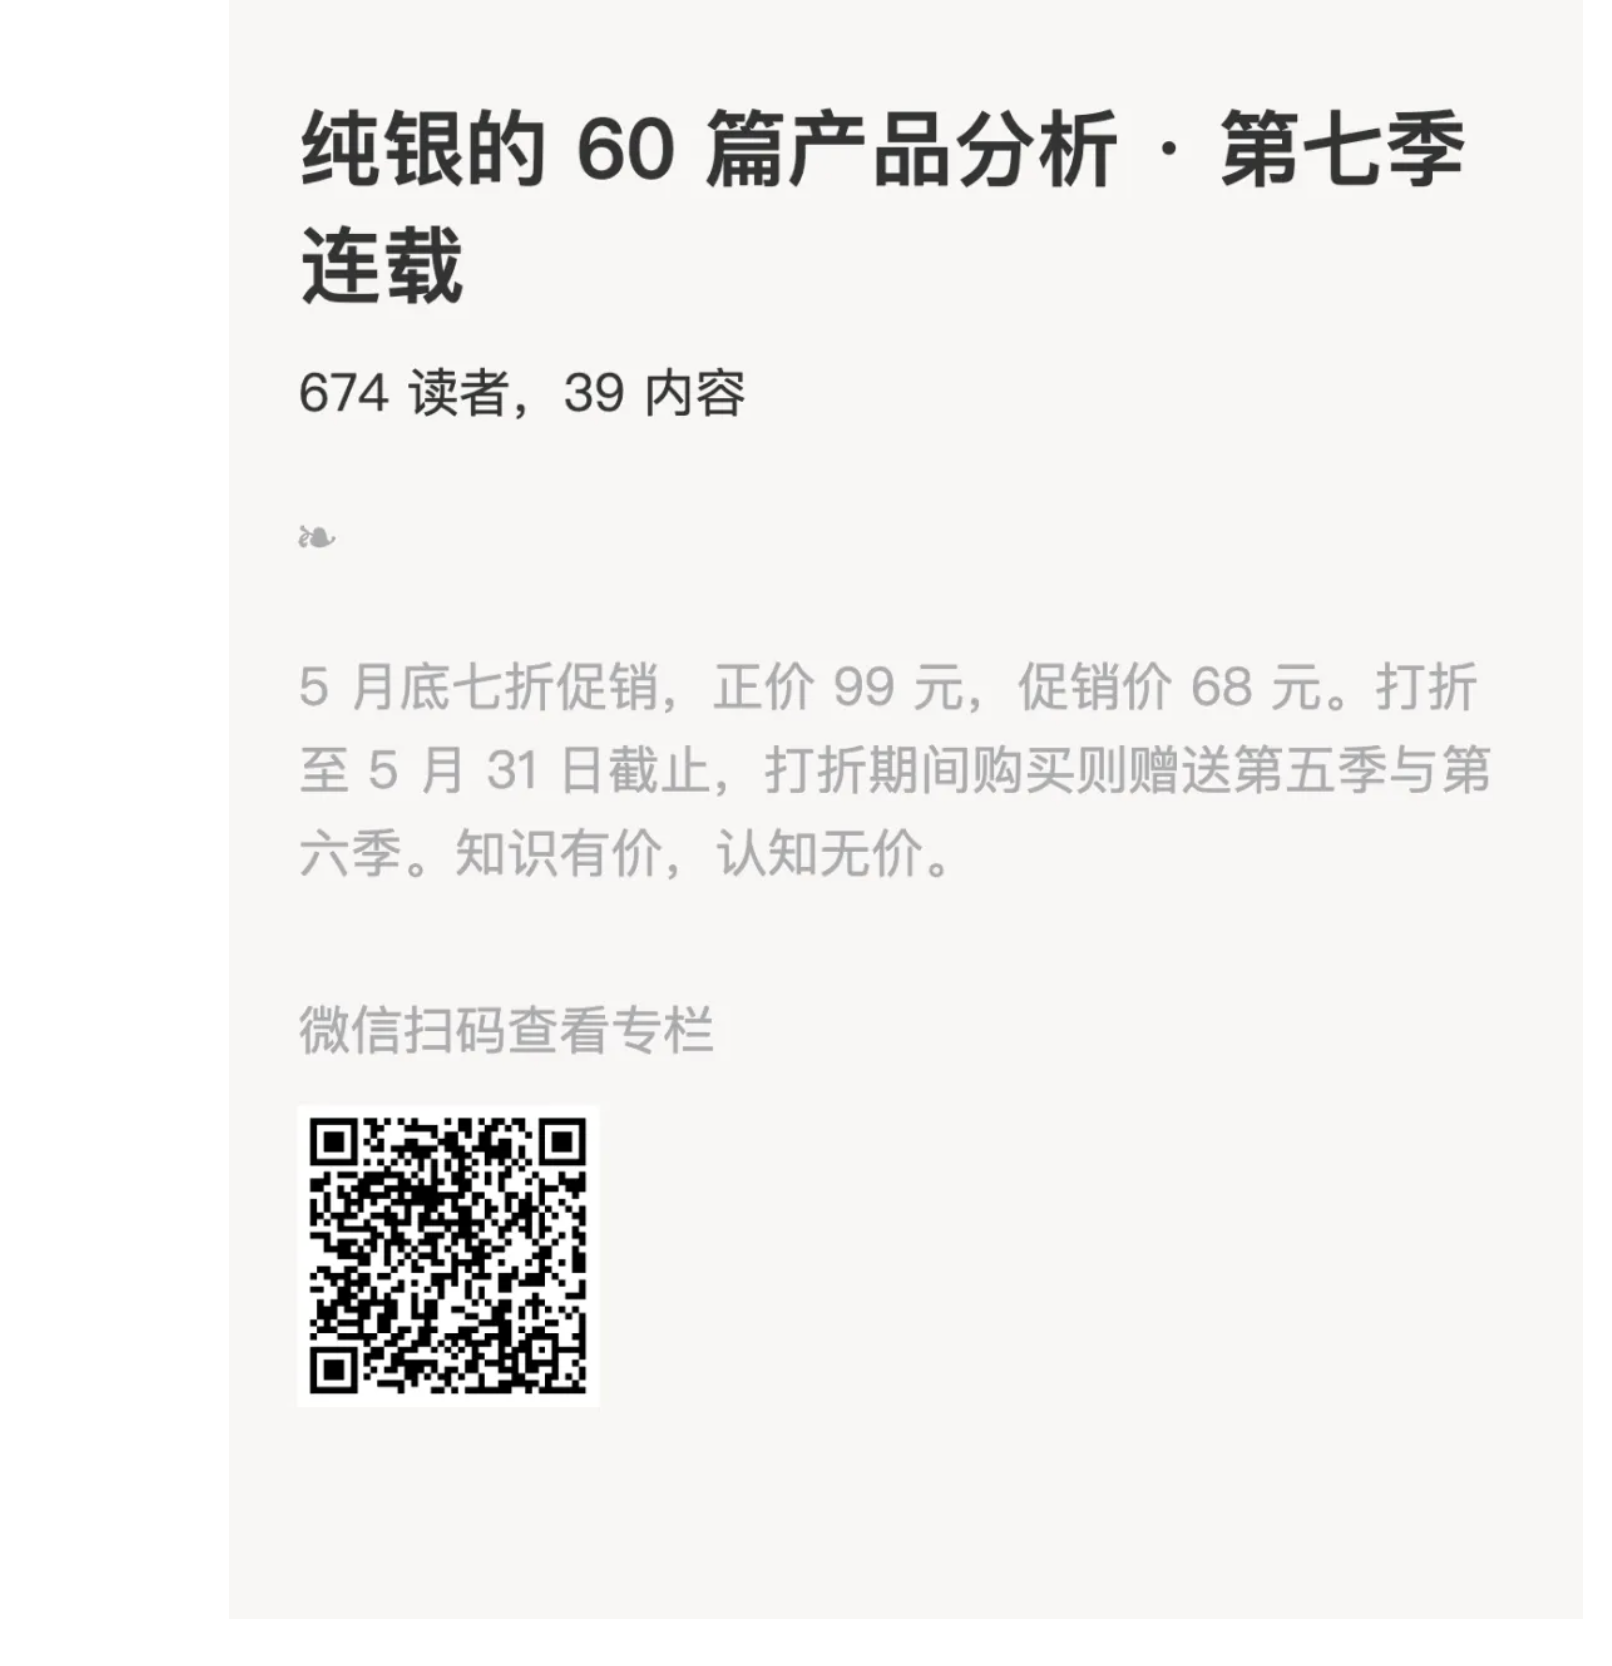 纯银的 60 篇产品分析 · 第七季
连载
674 读者，39 内容
❧
5 月底七折促销，正价 99 元，促销价 68 元。打折
至 5 月 31 日截止，打折期间购买则赠送第五季与第
六季。知识有价，认知无价。
微信扫码查看专栏